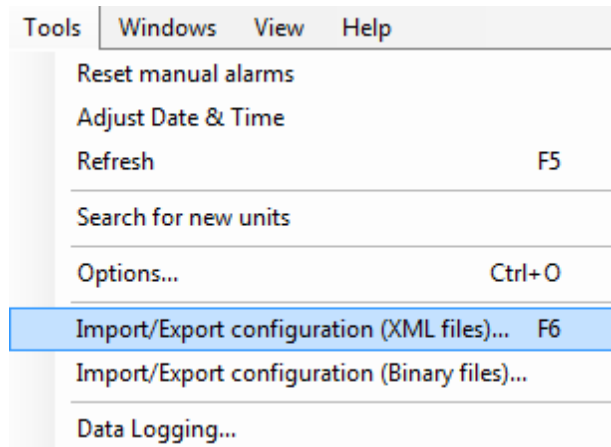 Tools Windows View Help
Reset manual alarms
Adjust Date & Time
Refresh F5
Search for new units
Options... Ctrl+O
Import/Export configuration (XML files)... F6
Import/Export configuration (Binary files)...
Data Logging...